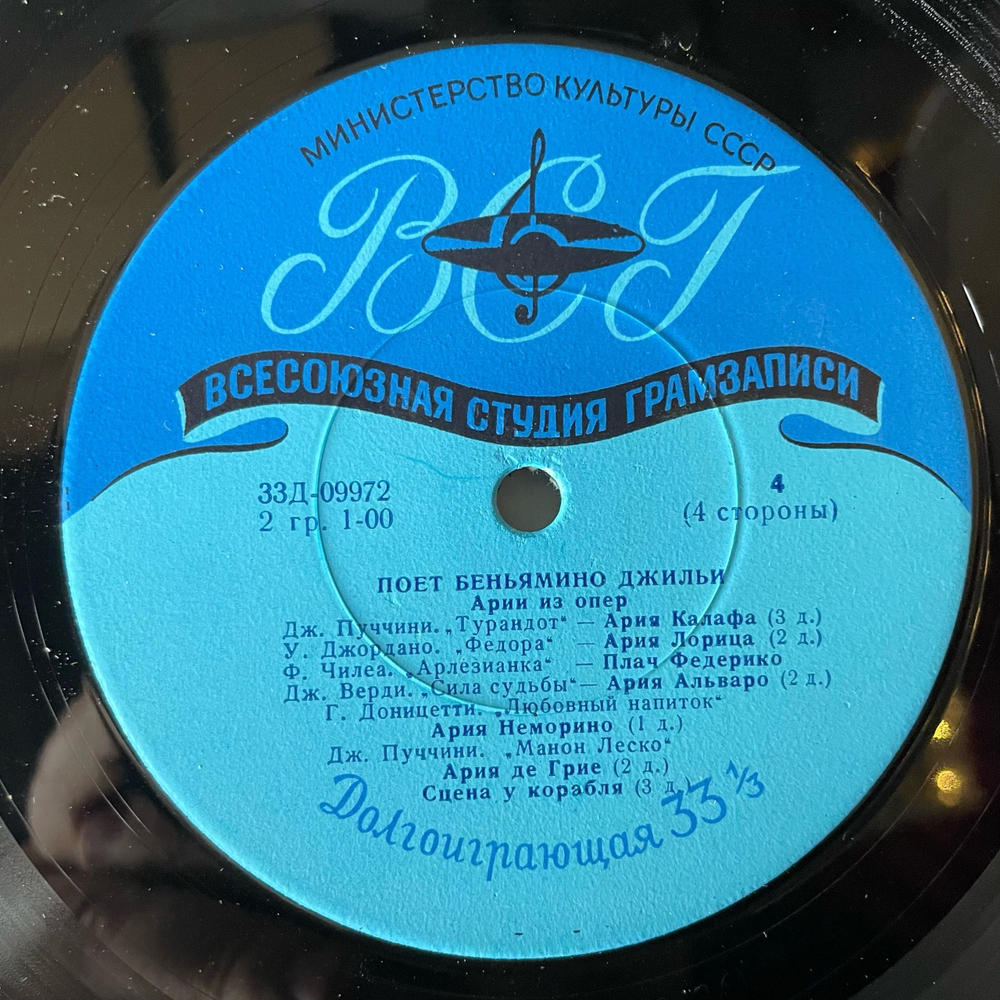 МИНИСТЕРСТВО КУЛЬТУРЫ СССР
ВСГ
ВСЕСОЮЗНАЯ СТУДИЯ ГРАМЗАПИСИ
33Д-09972
2 гр. 1-00
4
(4 стороны)
ПОЕТ БЕНЬЯМИНО ДЖИЛЬИ
Арии из опер
Дж. Пуччини. „Турандот“ — Ария Калафа (3 д.)
У. Джордано. „Федора“ — Ария Лорица (2 д.)
Ф. Чилеа. „Арлезианка“ — Плач Федерико
Дж. Верди. „Сила судьбы“ — Ария Альваро (2 д.)
Г. Доницетти. „Любовный напиток“
Ария Неморино (1 д.)
Дж. Пуччини. „Манон Леско“
Ария де Грие (2 д.)
Сцена у корабля (3 д.)
Долгоиграющая 33 1/3